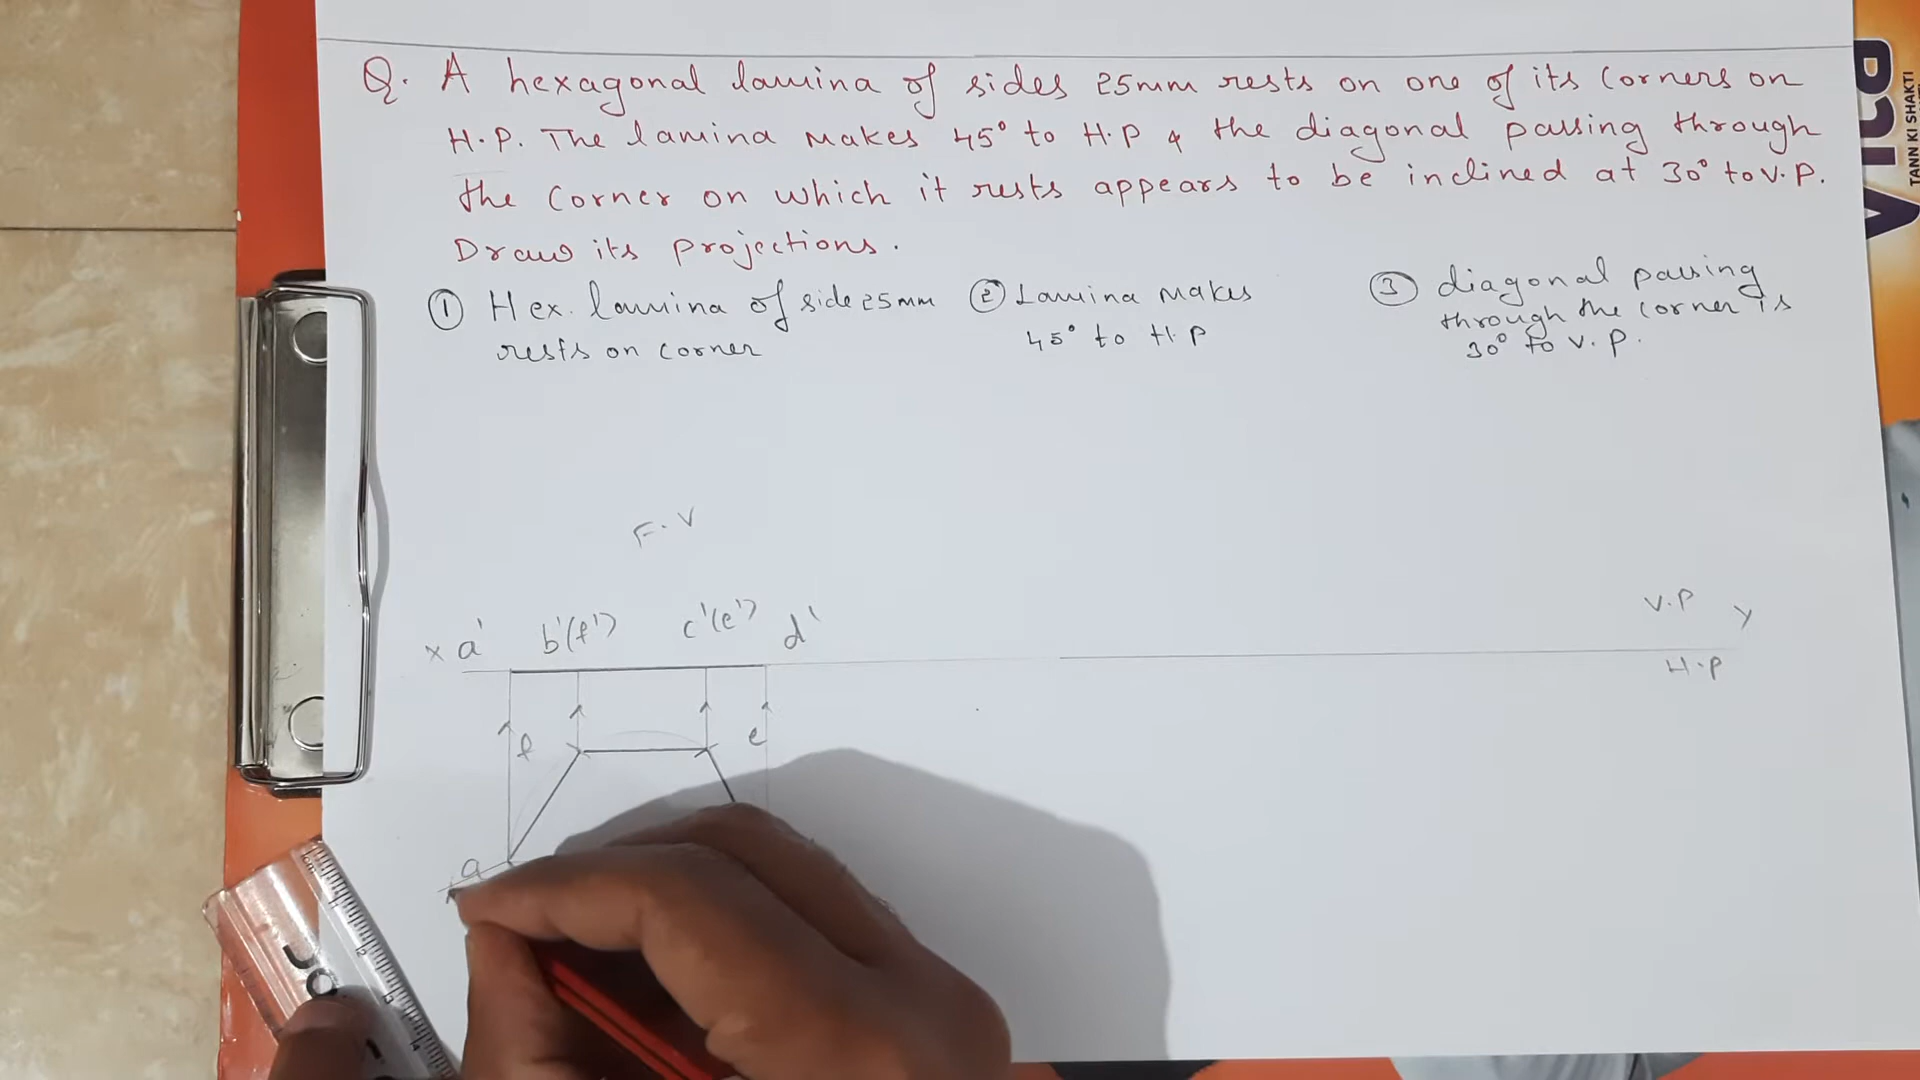 Q. A hexagonal lamina of sides 25mm rests on one of its corners on
H.P. The lamina makes 45° to H.P & the diagonal passing through
the corner on which it rests appears to be inclined at 30° to V.P.
Draw its projections.
① Hex. lamina of side 25mm
rests on corner
② Lamina makes
45° to H.P
③ diagonal passing
through the corner is
30° to V.P.
F.V
x a' b'(f') c'(e') d'
V.P y
H.P
f e
a
TANN KI SHAKTI